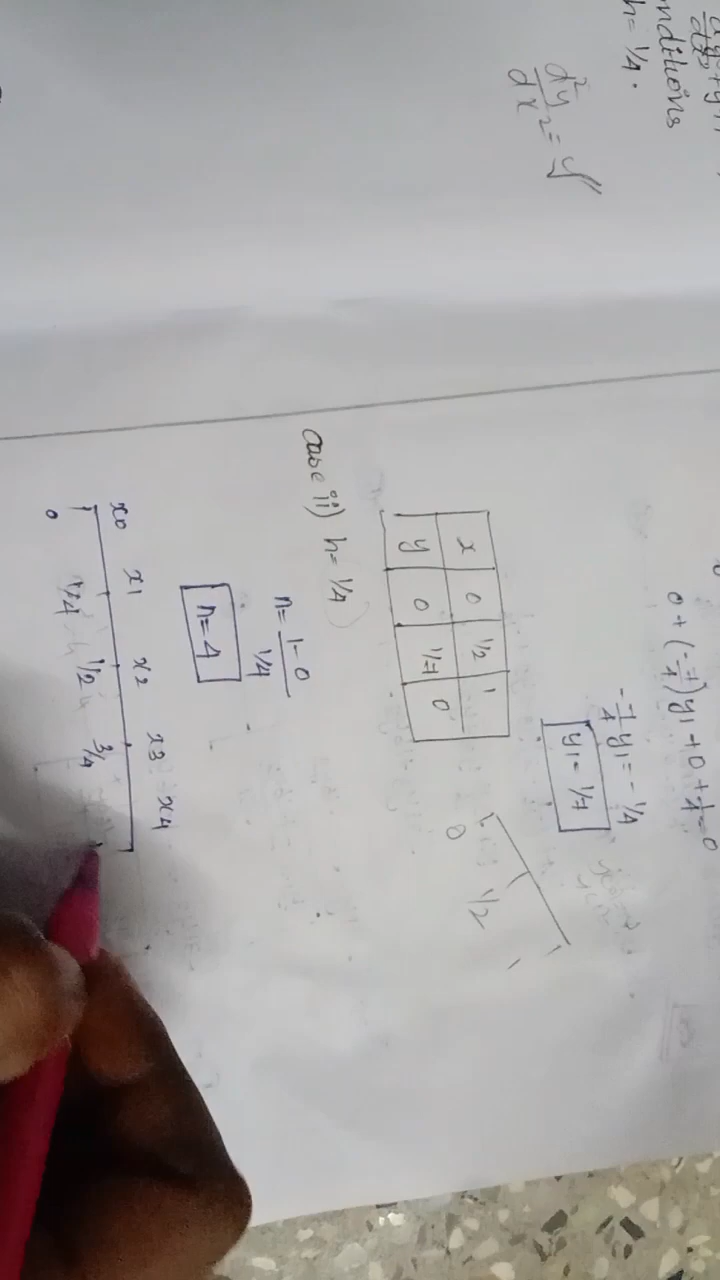 nditions
h = 1/4 .
d²y/dx² = y''
0 + (-7/4)y1 + 0 + 1/4 = 0
-7/4 y1 = - 1/4
y1 = 1/7
x 0 1/2 1
y 0 1/7 0
0 1/2 1
case ii) h = 1/4
n = 1-0 / 1/4
n = 4
x0 x1 x2 x3 x4
0 1/4 1/2 3/4